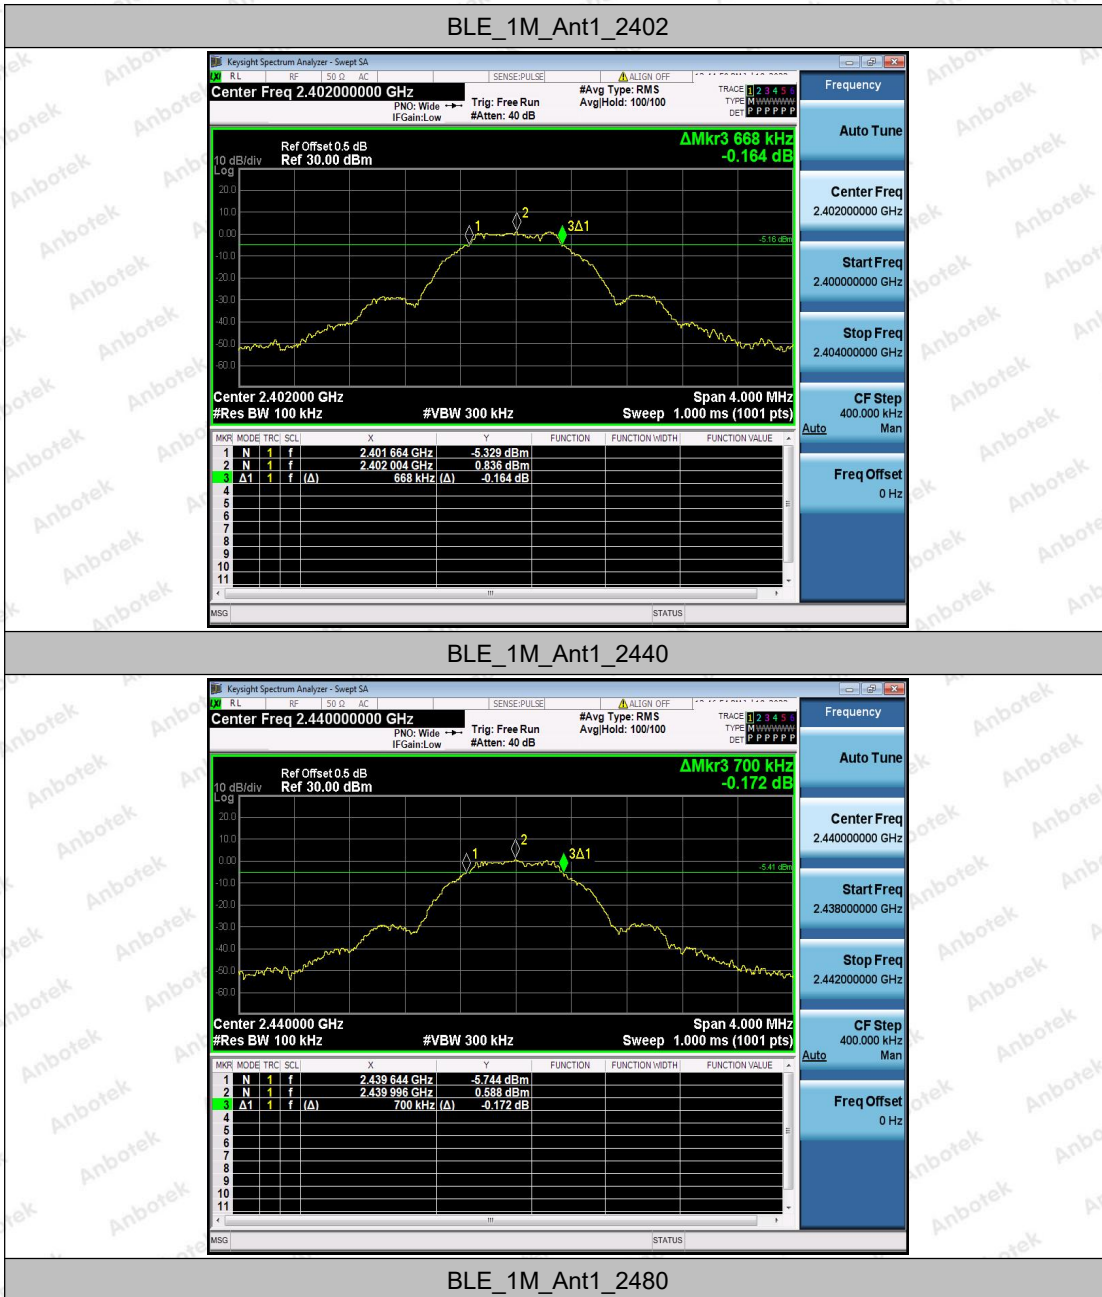 BLE_1M_Ant1_2402
Keysight Spectrum Analyzer - Swept SA
RL RF 50 Ω AC SENSE:PULSE ALIGN OFF
Center Freq 2.402000000 GHz
PNO: Wide
IFGain:Low
Trig: Free Run
#Atten: 40 dB
#Avg Type: RMS
Avg|Hold: 100/100
TRACE 1 2 3 4 5 6
TYPE M W W W W W
DET P P P P P P
Ref Offset 0.5 dB
Ref 30.00 dBm
10 dB/div
Log
ΔMkr3 668 kHz
-0.164 dB
20.0
10.0
0.00
-10.0
-20.0
-30.0
-40.0
-50.0
-60.0
1
2
3Δ1
-5.16 dBm
Center 2.402000 GHz
#Res BW 100 kHz
#VBW 300 kHz
Span 4.000 MHz
Sweep 1.000 ms (1001 pts)
MKR MODE TRC SCL X Y FUNCTION FUNCTION WIDTH FUNCTION VALUE
1 N 1 f 2.401 664 GHz -5.329 dBm
2 N 1 f 2.402 004 GHz 0.836 dBm
3 Δ1 1 f (Δ) 668 kHz (Δ) -0.164 dB
4
5
6
7
8
9
10
11
MSG STATUS
Frequency
Auto Tune
Center Freq
2.402000000 GHz
Start Freq
2.400000000 GHz
Stop Freq
2.404000000 GHz
CF Step
400.000 kHz
Auto Man
Freq Offset
0 Hz
BLE_1M_Ant1_2440
Keysight Spectrum Analyzer - Swept SA
RL RF 50 Ω AC SENSE:PULSE ALIGN OFF
Center Freq 2.440000000 GHz
PNO: Wide
IFGain:Low
Trig: Free Run
#Atten: 40 dB
#Avg Type: RMS
Avg|Hold: 100/100
TRACE 1 2 3 4 5 6
TYPE M W W W W W
DET P P P P P P
Ref Offset 0.5 dB
Ref 30.00 dBm
10 dB/div
Log
ΔMkr3 700 kHz
-0.172 dB
20.0
10.0
0.00
-10.0
-20.0
-30.0
-40.0
-50.0
-60.0
1
2
3Δ1
-5.41 dBm
Center 2.440000 GHz
#Res BW 100 kHz
#VBW 300 kHz
Span 4.000 MHz
Sweep 1.000 ms (1001 pts)
MKR MODE TRC SCL X Y FUNCTION FUNCTION WIDTH FUNCTION VALUE
1 N 1 f 2.439 644 GHz -5.744 dBm
2 N 1 f 2.439 996 GHz 0.588 dBm
3 Δ1 1 f (Δ) 700 kHz (Δ) -0.172 dB
4
5
6
7
8
9
10
11
MSG STATUS
Frequency
Auto Tune
Center Freq
2.440000000 GHz
Start Freq
2.438000000 GHz
Stop Freq
2.442000000 GHz
CF Step
400.000 kHz
Auto Man
Freq Offset
0 Hz
BLE_1M_Ant1_2480